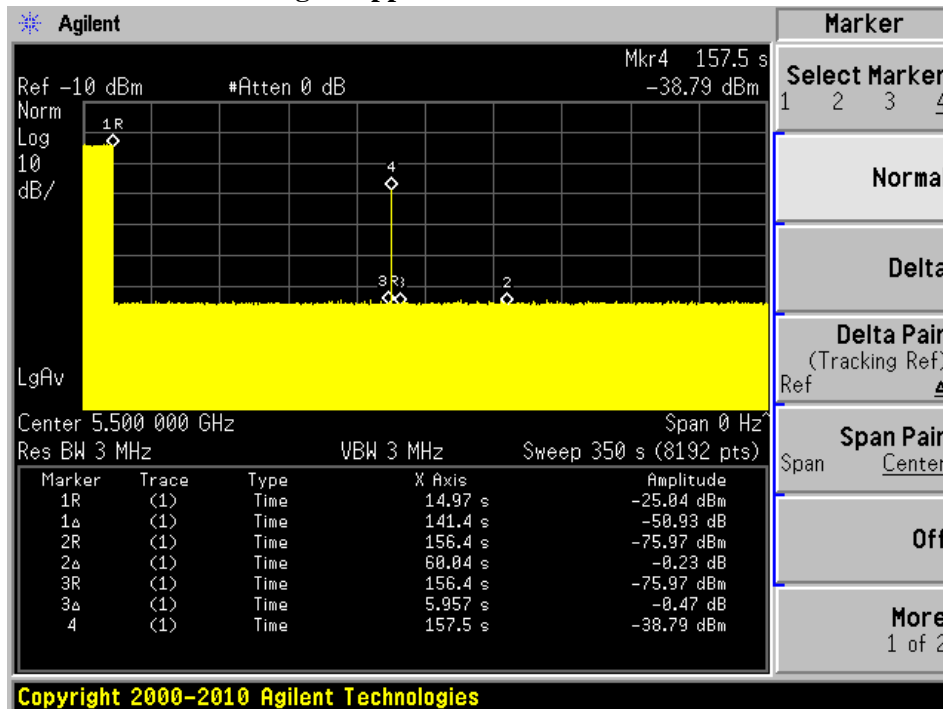 Agilent
Marker
Mkr4 157.5 s
Ref -10 dBm #Atten 0 dB -38.79 dBm
Norm
Log
10
dB/
1R
4
3R
2
LgAv
Center 5.500 000 GHz Span 0 Hz^
Res BW 3 MHz VBW 3 MHz Sweep 350 s (8192 pts)
Marker Trace Type X Axis Amplitude
1R (1) Time 14.97 s -25.04 dBm
1Δ (1) Time 141.4 s -50.93 dB
2R (1) Time 156.4 s -75.97 dBm
2Δ (1) Time 60.04 s -0.23 dB
3R (1) Time 156.4 s -75.97 dBm
3Δ (1) Time 5.957 s -0.47 dB
4 (1) Time 157.5 s -38.79 dBm
Select Marker
1 2 3 4
Norma
Delta
Delta Pair
(Tracking Ref)
Ref Δ
Span Pair
Span Center
Off
More
1 of 2
Copyright 2000-2010 Agilent Technologies